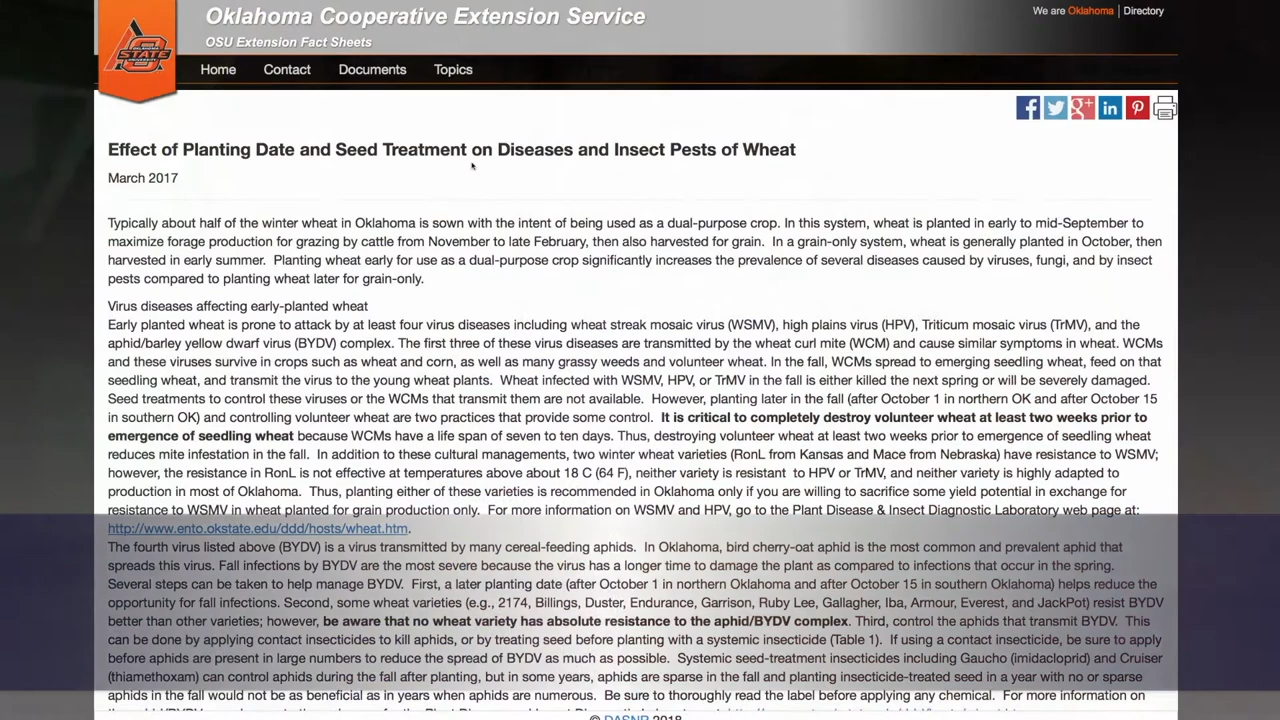 Oklahoma Cooperative Extension Service
OSU Extension Fact Sheets
We are Oklahoma | Directory
STATE
Home Contact Documents Topics
Effect of Planting Date and Seed Treatment on Diseases and Insect Pests of Wheat
March 2017
Typically about half of the winter wheat in Oklahoma is sown with the intent of being used as a dual-purpose crop. In this system, wheat is planted in early to mid-September to
maximize forage production for grazing by cattle from November to late February, then also harvested for grain. In a grain-only system, wheat is generally planted in October, then
harvested in early summer. Planting wheat early for use as a dual-purpose crop significantly increases the prevalence of several diseases caused by viruses, fungi, and by insect
pests compared to planting wheat later for grain-only.
Virus diseases affecting early-planted wheat
Early planted wheat is prone to attack by at least four virus diseases including wheat streak mosaic virus (WSMV), high plains virus (HPV), Triticum mosaic virus (TrMV), and the
aphid/barley yellow dwarf virus (BYDV) complex. The first three of these virus diseases are transmitted by the wheat curl mite (WCM) and cause similar symptoms in wheat. WCMs
and these viruses survive in crops such as wheat and corn, as well as many grassy weeds and volunteer wheat. In the fall, WCMs spread to emerging seedling wheat, feed on that
seedling wheat, and transmit the virus to the young wheat plants. Wheat infected with WSMV, HPV, or TrMV in the fall is either killed the next spring or will be severely damaged.
Seed treatments to control these viruses or the WCMs that transmit them are not available. However, planting later in the fall (after October 1 in northern OK and after October 15
in southern OK) and controlling volunteer wheat are two practices that provide some control. It is critical to completely destroy volunteer wheat at least two weeks prior to
emergence of seedling wheat because WCMs have a life span of seven to ten days. Thus, destroying volunteer wheat at least two weeks prior to emergence of seedling wheat
reduces mite infestation in the fall. In addition to these cultural managements, two winter wheat varieties (RonL from Kansas and Mace from Nebraska) have resistance to WSMV;
however, the resistance in RonL is not effective at temperatures above about 18 C (64 F), neither variety is resistant to HPV or TrMV, and neither variety is highly adapted to
production in most of Oklahoma. Thus, planting either of these varieties is recommended in Oklahoma only if you are willing to sacrifice some yield potential in exchange for
resistance to WSMV in wheat planted for grain production only. For more information on WSMV and HPV, go to the Plant Disease & Insect Diagnostic Laboratory web page at:
http://www.ento.okstate.edu/ddd/hosts/wheat.htm.
The fourth virus listed above (BYDV) is a virus transmitted by many cereal-feeding aphids. In Oklahoma, bird cherry-oat aphid is the most common and prevalent aphid that
spreads this virus. Fall infections by BYDV are the most severe because the virus has a longer time to damage the plant as compared to infections that occur in the spring.
Several steps can be taken to help manage BYDV. First, a later planting date (after October 1 in northern Oklahoma and after October 15 in southern Oklahoma) helps reduce the
opportunity for fall infections. Second, some wheat varieties (e.g., 2174, Billings, Duster, Endurance, Garrison, Ruby Lee, Gallagher, Iba, Armour, Everest, and JackPot) resist BYDV
better than other varieties; however, be aware that no wheat variety has absolute resistance to the aphid/BYDV complex. Third, control the aphids that transmit BYDV. This
can be done by applying contact insecticides to kill aphids, or by treating seed before planting with a systemic insecticide (Table 1). If using a contact insecticide, be sure to apply
before aphids are present in large numbers to reduce the spread of BYDV as much as possible. Systemic seed-treatment insecticides including Gaucho (imidacloprid) and Cruiser
(thiamethoxam) can control aphids during the fall after planting, but in some years, aphids are sparse in the fall and planting insecticide-treated seed in a year with no or sparse
aphids in the fall would not be as beneficial as in years when aphids are numerous. Be sure to thoroughly read the label before applying any chemical. For more information on
© DASNR 2018